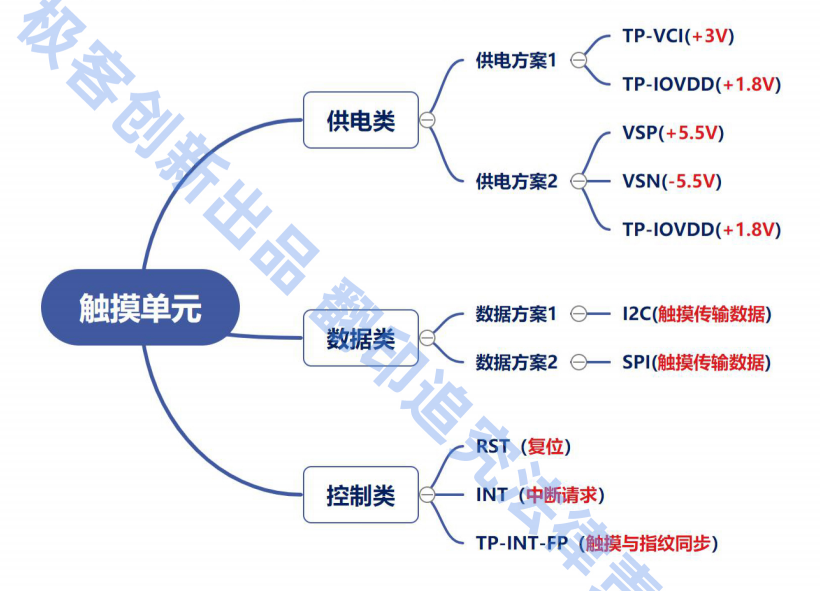 触摸单元
供电类
供电方案1
TP-VCI(+3V)
TP-IOVDD(+1.8V)
供电方案2
VSP(+5.5V)
VSN(-5.5V)
TP-IOVDD(+1.8V)
数据类
数据方案1
I2C(触摸传输数据)
数据方案2
SPI(触摸传输数据)
控制类
RST（复位）
INT（中断请求）
TP-INT-FP（触摸与指纹同步）
极客创新出品 翻印追究法律责